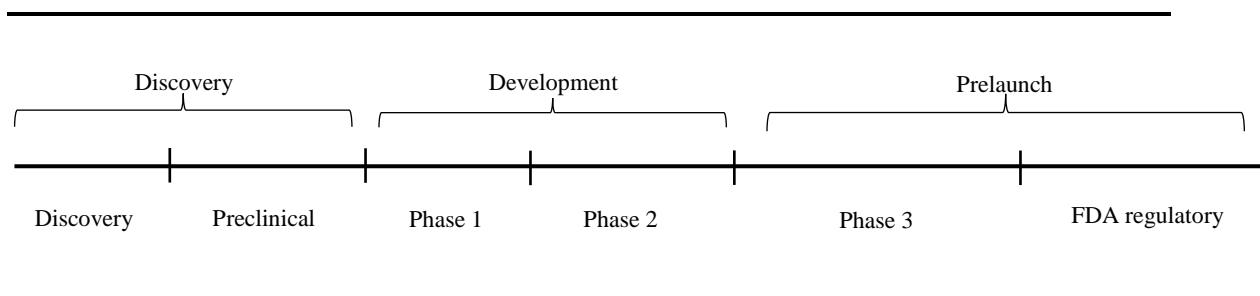 Discovery Development Prelaunch
Discovery Preclinical Phase 1 Phase 2 Phase 3 FDA regulatory